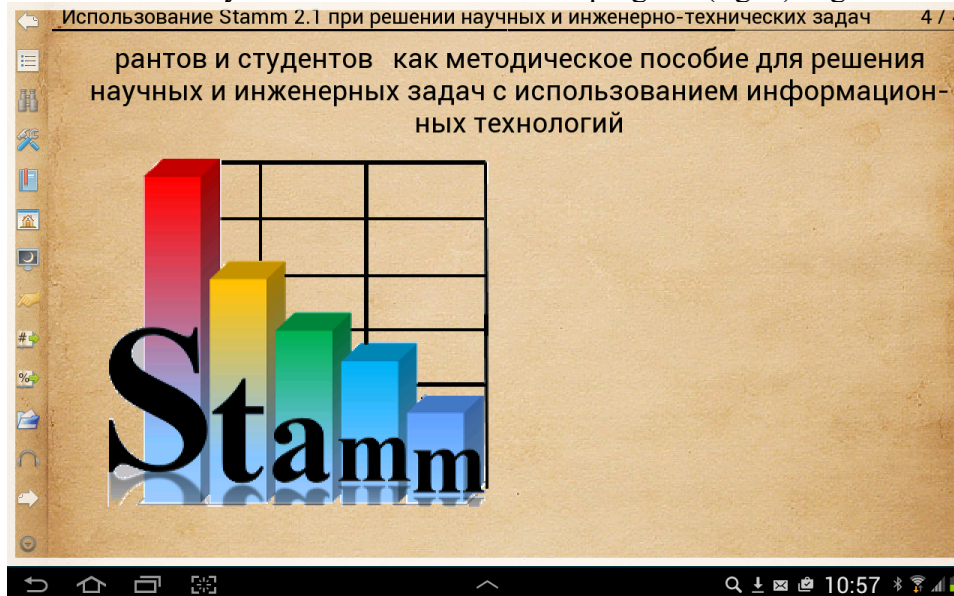 Использование Stamm 2.1 при решении научных и инженерно-технических задач 4 /
рантов и студентов как методическое пособие для решения
научных и инженерных задач с использованием информацион-
ных технологий
#
%
Stamm
10:57